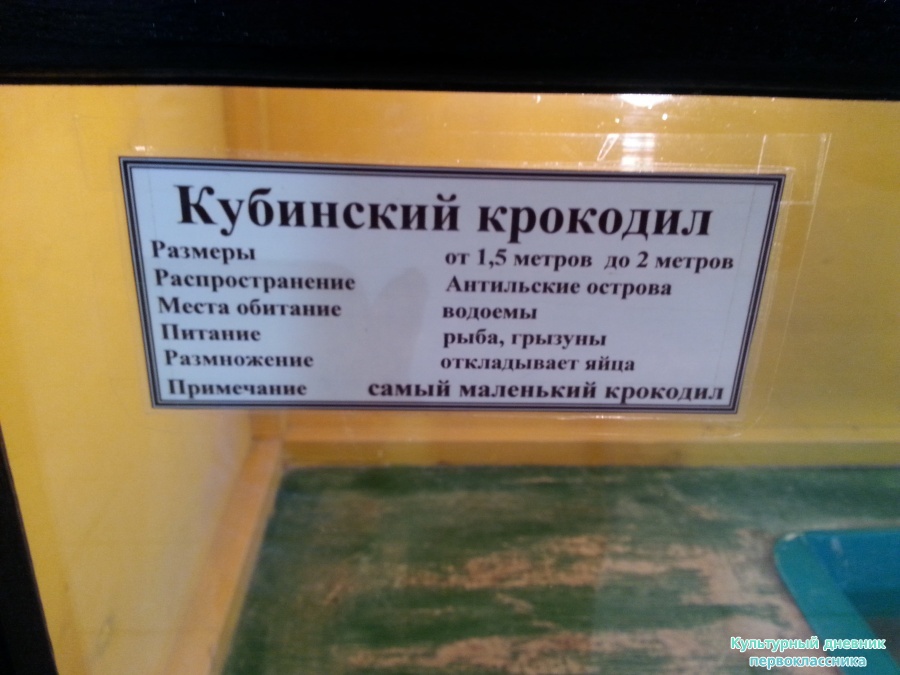 Кубинский крокодил
Размеры от 1,5 метров до 2 метров
Распространение Антильские острова
Места обитания водоемы
Питание рыба, грызуны
Размножение откладывает яйца
Примечание самый маленький крокодил
Культурный дневник
первоклассника